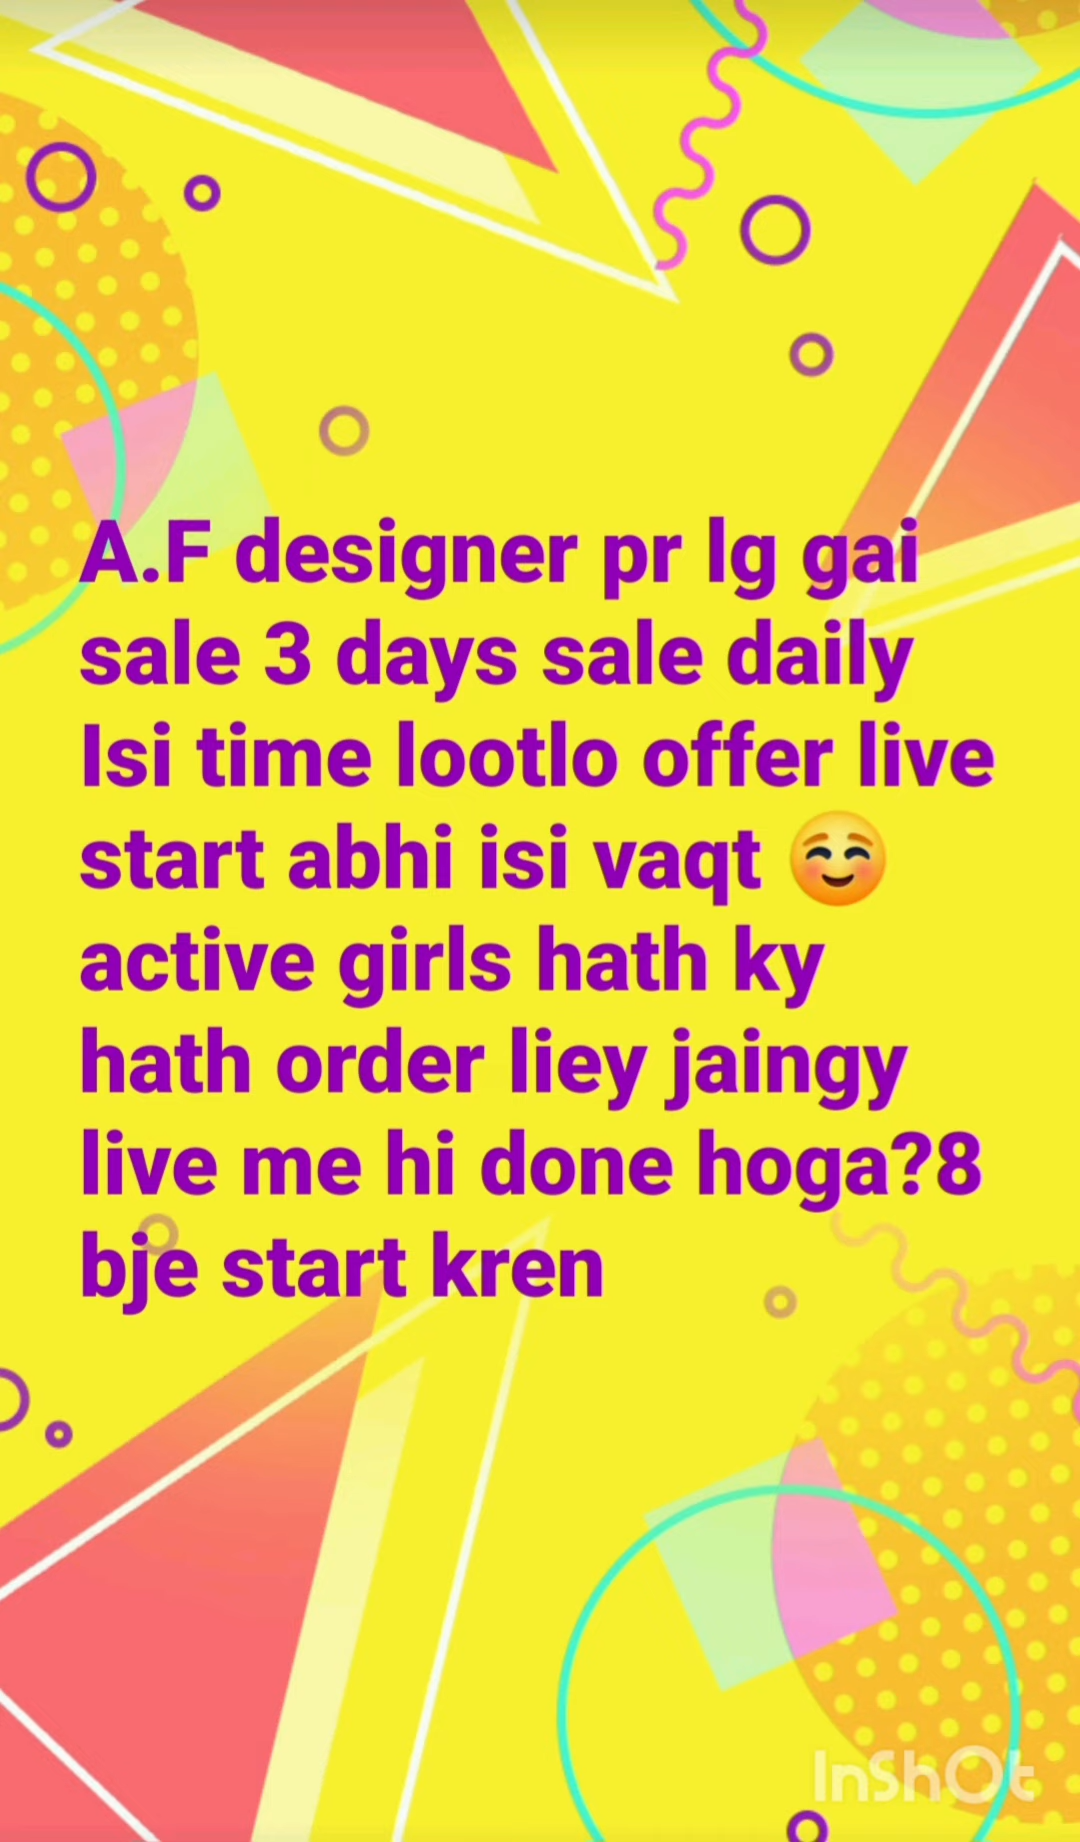 A.F designer pr lg gai
sale 3 days sale daily
Isi time lootlo offer live
start abhi isi vaqt ☺️
active girls hath ky
hath order liey jaingy
live me hi done hoga?8
bje start kren
InShOt